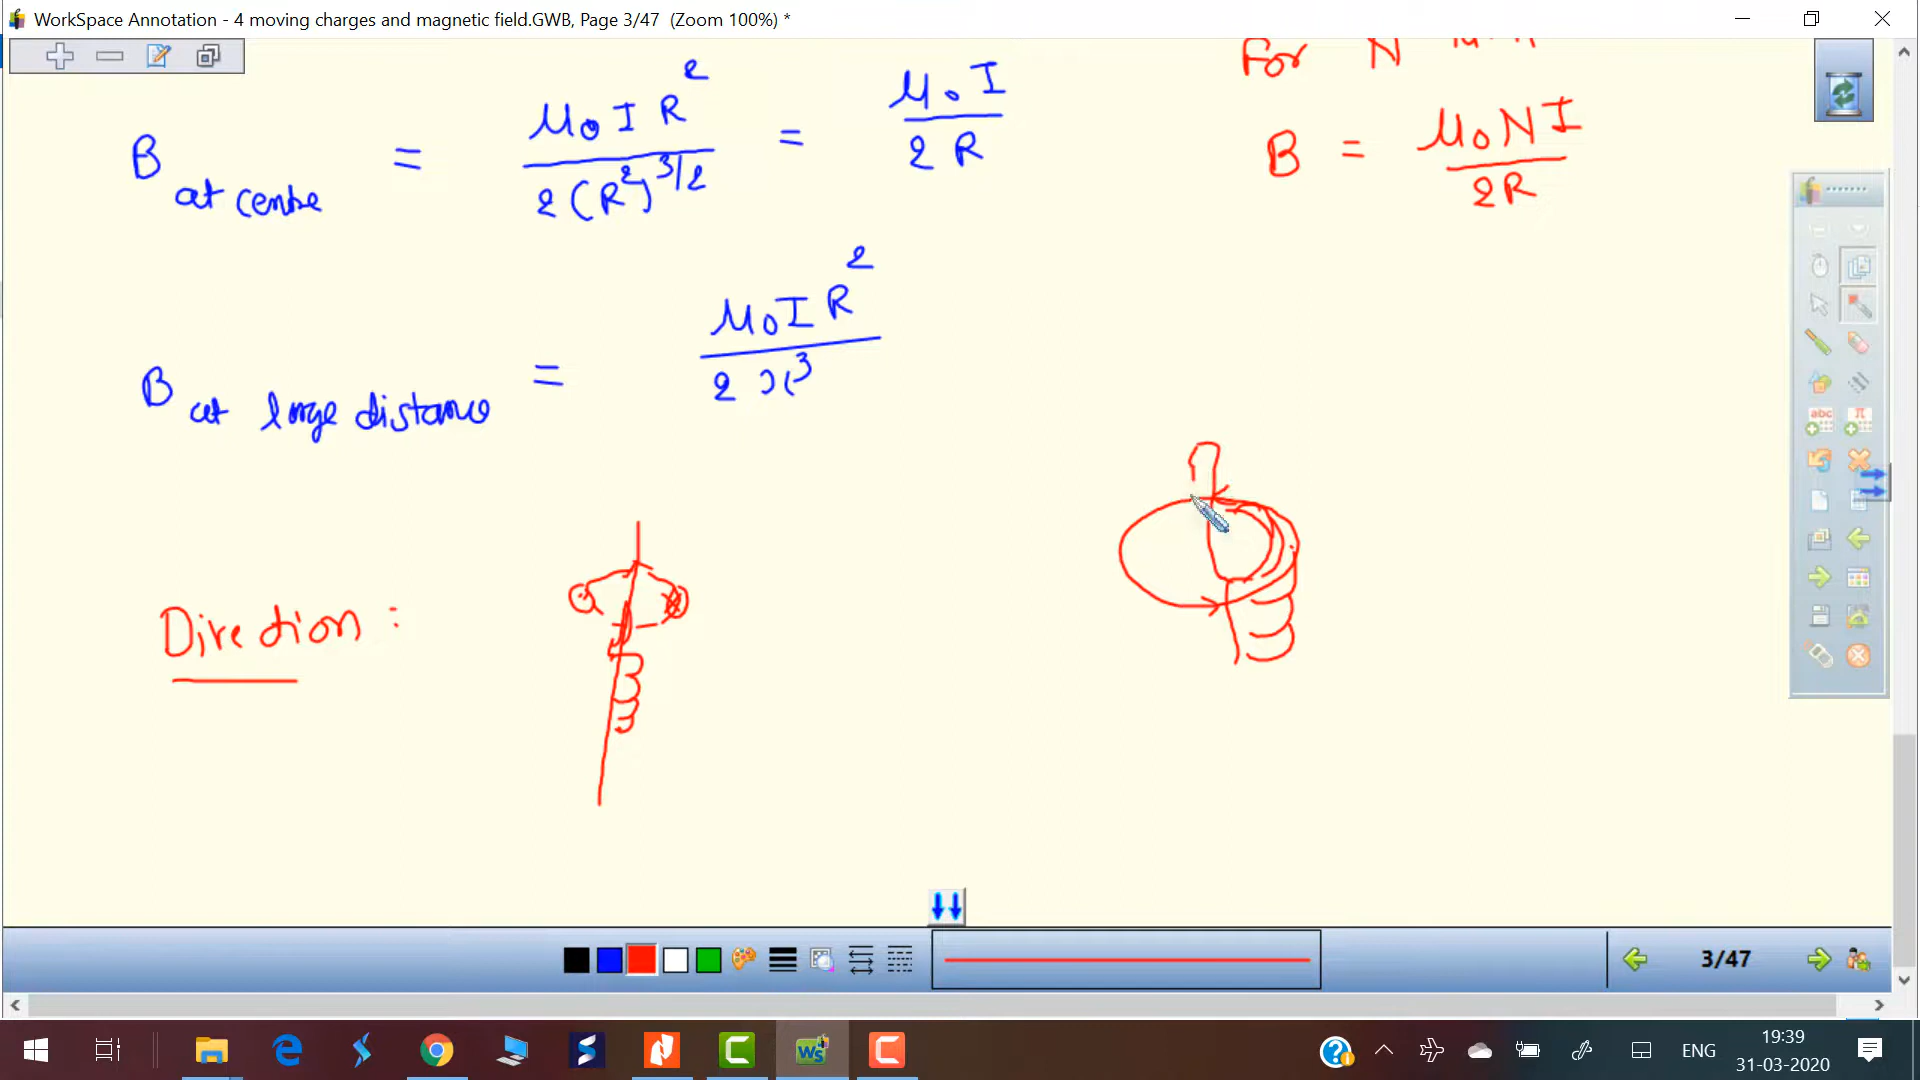 WorkSpace Annotation - 4 moving charges and magnetic field.GWB, Page 3/47 (Zoom 100%) *
For N
B at centre = μ₀ I R² / 2 (R²)^3/2 = μ₀ I / 2 R
B = μ₀ N I / 2R
B at large distance = μ₀ I R² / 2 x³
Direction :
abc
π
3/47
ws
ENG
19:39
31-03-2020